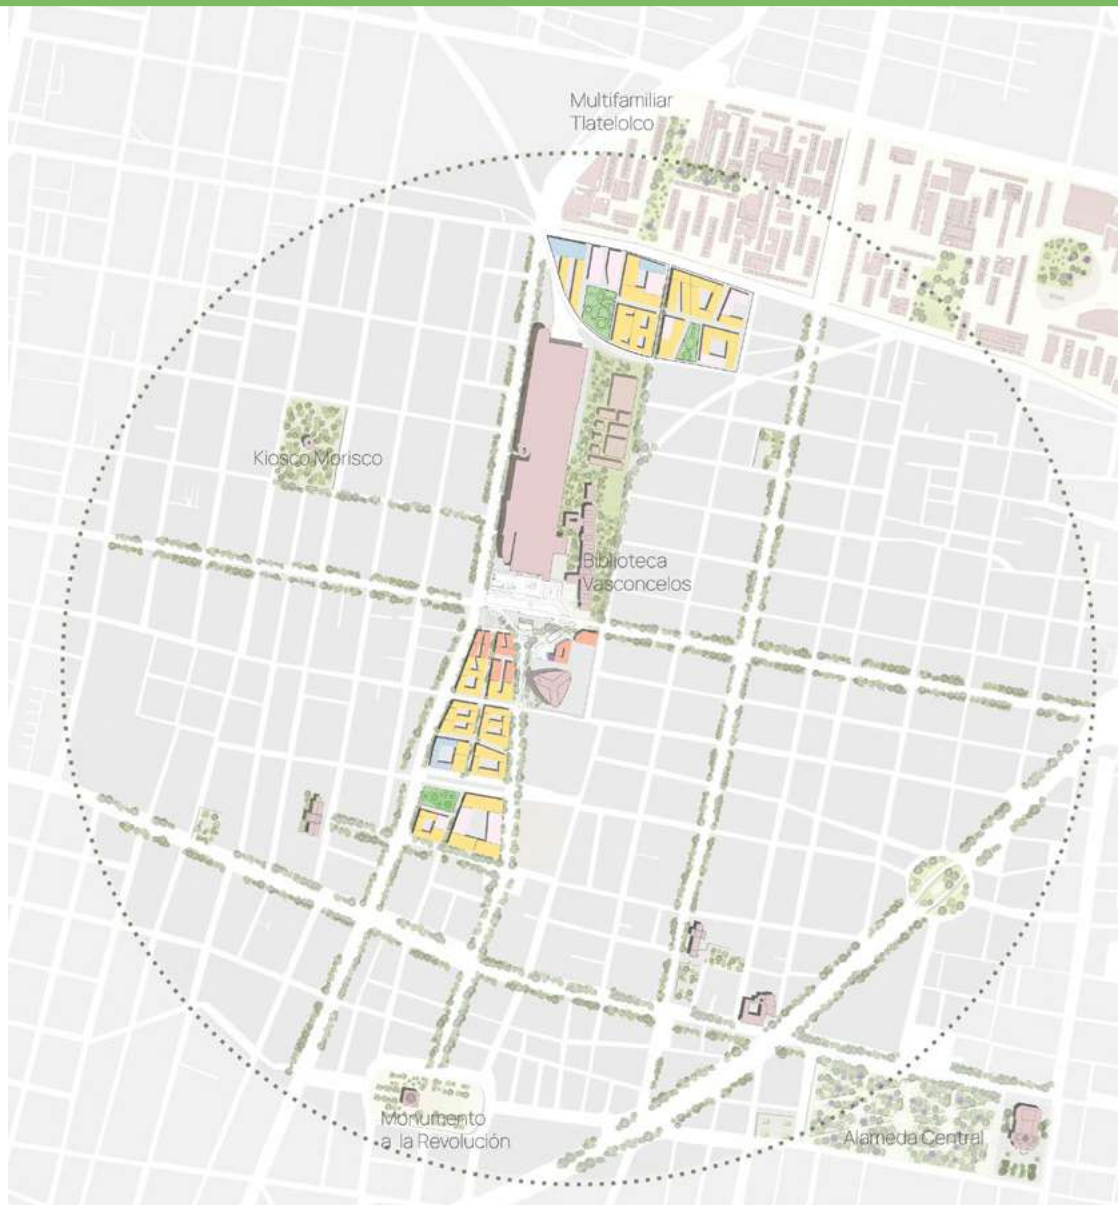 Multifamiliar
Tlatelolco
Kiosco Morisco
Biblioteca
Vasconcelos
Monumento
a la Revolución
Alameda Central